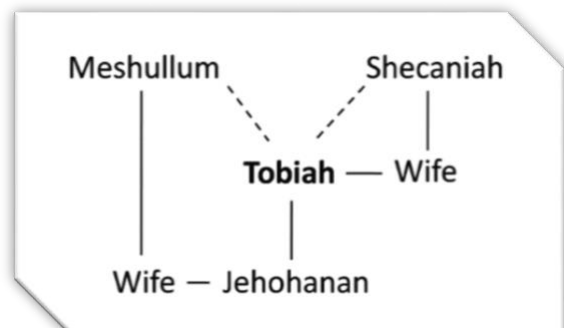 Meshullum Shecaniah
Tobiah — Wife
Wife — Jehohanan